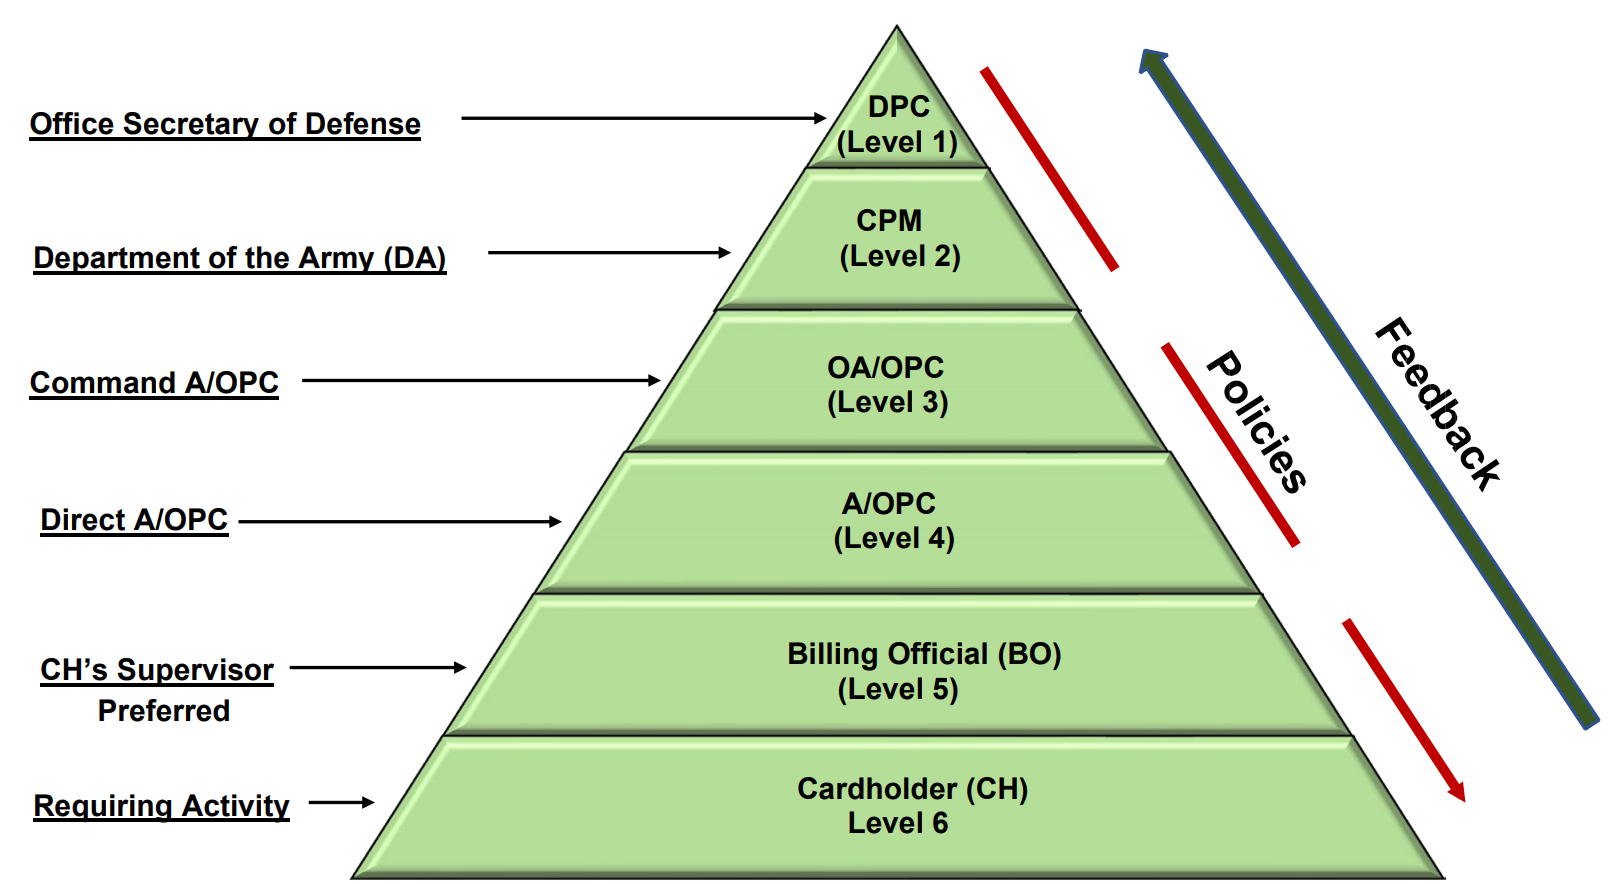 Office Secretary of Defense
DPC
(Level 1)
Department of the Army (DA)
CPM
(Level 2)
Command A/OPC
OA/OPC
(Level 3)
Direct A/OPC
A/OPC
(Level 4)
CH’s Supervisor
Preferred
Billing Official (BO)
(Level 5)
Requiring Activity
Cardholder (CH)
Level 6
Policies
Feedback